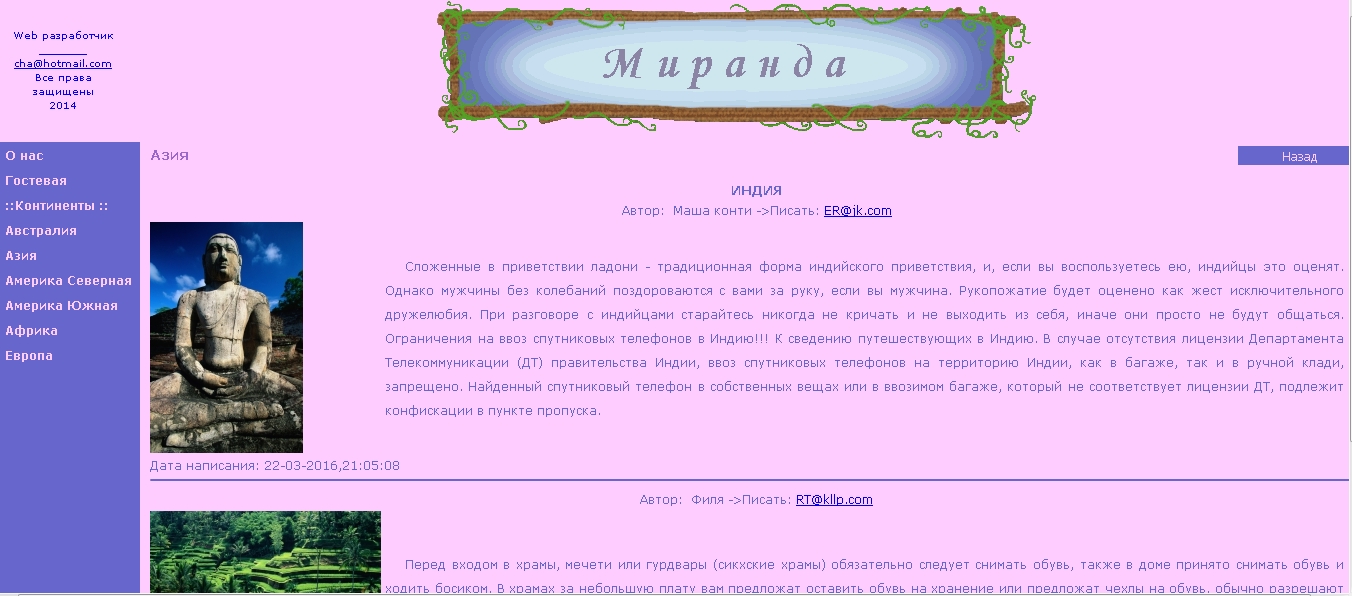 Web разработчик
cha@hotmail.com
Все права
защищены
2014
Миранда
О нас
Гостевая
::Континенты ::
Австралия
Азия
Америка Северная
Америка Южная
Африка
Европа
Азия
Назад
ИНДИЯ
Автор: Маша конти ->Писать: ER@jk.com
Сложенные в приветствии ладони - традиционная форма индийского приветствия, и, если вы воспользуетесь ею, индийцы это оценят.
Однако мужчины без колебаний поздороваются с вами за руку, если вы мужчина. Рукопожатие будет оценено как жест исключительного
дружелюбия. При разговоре с индийцами старайтесь никогда не кричать и не выходить из себя, иначе они просто не будут общаться.
Ограничения на ввоз спутниковых телефонов в Индию!!! К сведению путешествующих в Индию. В случае отсутствия лицензии Департамента
Телекоммуникации (ДТ) правительства Индии, ввоз спутниковых телефонов на территорию Индии, как в багаже, так и в ручной клади,
запрещено. Найденный спутниковый телефон в собственных вещах или в ввозимом багаже, который не соответствует лицензии ДТ, подлежит
конфискации в пункте пропуска.
Дата написания: 22-03-2016,21:05:08
Автор: Филя ->Писать: RT@kllp.com
Перед входом в храмы, мечети или гурдвары (сикхские храмы) обязательно следует снимать обувь, также в доме принято снимать обувь и
ходить босиком. В храмах за небольшую плату вам предложат оставить обувь на хранение или предложат чехлы на обувь, обычно разрешают